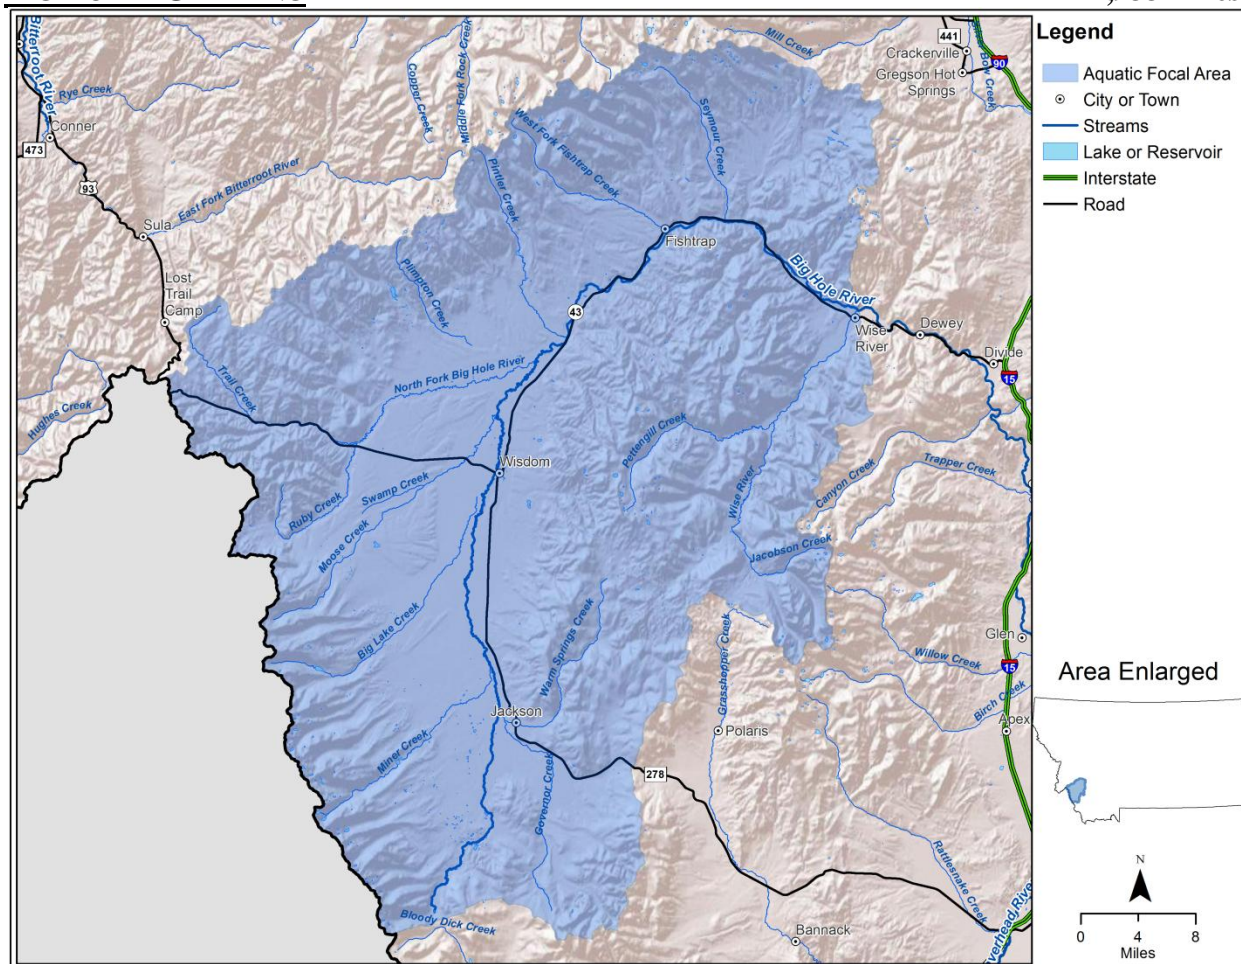 Legend
Aquatic Focal Area
City or Town
Streams
Lake or Reservoir
Interstate
Road
Bitterroot River
Rye Creek
Conner
473
93
Copper Creek
Middle Fork Rock Creek
Mill Creek
441
Crackerville
90
Gregson Hot
Springs
Bow Creek
East Fork Bitterroot River
Sula
Lost
Trail
Camp
Pintler Creek
West Fork Fishtrap Creek
Seymour Creek
Fishtrap
Plimpton Creek
43
Big Hole River
Wise
River
Dewey
Divide
15
Trail Creek
North Fork Big Hole River
Hughes Creek
Wisdom
Pettengill Creek
Swamp Creek
Ruby Creek
Moose Creek
Wise River
Canyon Creek
Trapper Creek
Jacobson Creek
Big Lake Creek
Warm Springs Creek
Grasshopper Creek
Glen
Willow Creek
15
Birch Creek
Apex
Jackson
Polaris
Miner Creek
Governor Creek
278
Rattlesnake Creek
Bloody Dick Creek
Bannack
Area Enlarged
N
0 4 8
Miles